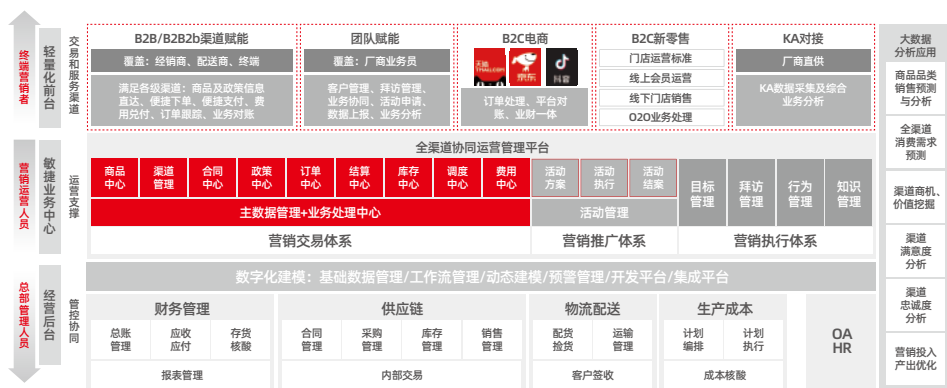 终端营销者
轻量化前台
交易和服务渠道
B2B/B2B2b渠道赋能
覆盖：经销商、配送商、终端
满足各级渠道：商品及政策信息
直达、便捷下单、便捷支付、费
用兑付、订单跟踪、业务对账
团队赋能
覆盖：厂商业务员
客户管理、拜访管理、
业务协同、活动申请、
数据上报、业务分析
B2C电商
天猫
TMALL.COM
京东
抖音
订单处理、平台对
账、业财一体
B2C新零售
门店运营标准
线上会员运营
线下门店销售
O2O业务处理
KA对接
厂商直供
KA数据采集及综合
业务分析
营销运营人员
敏捷业务中心
运营支撑
全渠道协同运营管理平台
商品
中心
渠道
管理
合同
中心
政策
中心
订单
中心
结算
中心
库存
中心
调度
中心
费用
中心
活动
方案
活动
执行
活动
结案
目标
管理
拜访
管理
行为
管理
知识
管理
主数据管理+业务处理中心
活动管理
营销交易体系
营销推广体系
营销执行体系
总部管理人员
经营后台
管控协同
数字化建模：基础数据管理/工作流管理/动态建模/预警管理/开发平台/集成平台
财务管理
总账
管理
应收
应付
存货
核酸
报表管理
供应链
合同
管理
采购
管理
库存
管理
销售
管理
内部交易
物流配送
配货
捡货
运输
管理
客户签收
生产成本
计划
编排
计划
执行
成本核酸
OA
HR
大数据
分析应用
商品品类
销售预测
与分析
全渠道
消费需求
预测
渠道商机、
价值挖掘
渠道
满意度
分析
渠道
忠诚度
分析
营销投入
产出优化